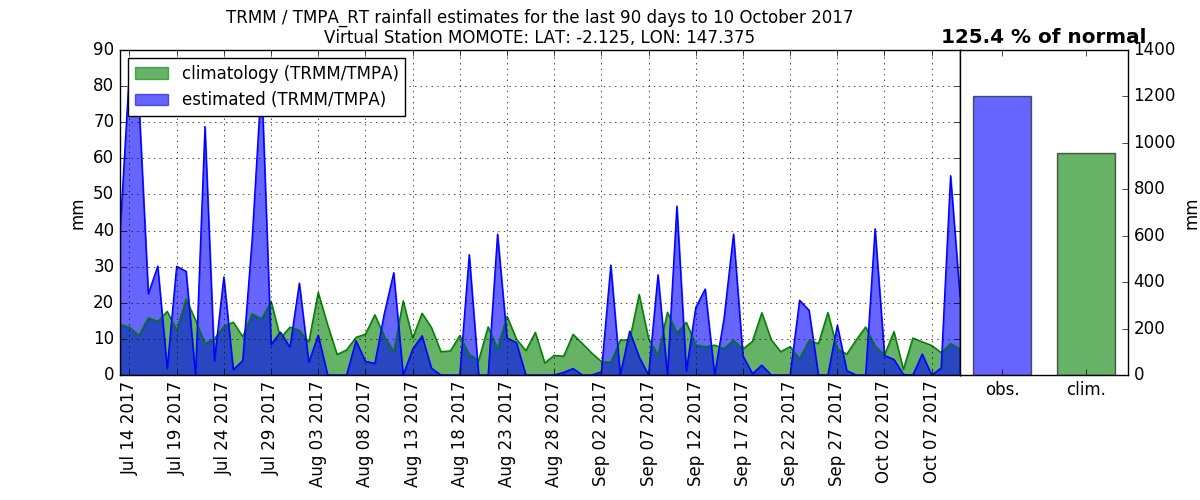 TRMM / TMPA_RT rainfall estimates for the last 90 days to 10 October 2017
Virtual Station MOMOTE: LAT: -2.125, LON: 147.375
125.4 % of normal
climatology (TRMM/TMPA)
estimated (TRMM/TMPA)
90
80
70
60
50
40
30
20
10
0
mm
1400
1200
1000
800
600
400
200
0
mm
Jul 14 2017
Jul 19 2017
Jul 24 2017
Jul 29 2017
Aug 03 2017
Aug 08 2017
Aug 13 2017
Aug 18 2017
Aug 23 2017
Aug 28 2017
Sep 02 2017
Sep 07 2017
Sep 12 2017
Sep 17 2017
Sep 22 2017
Sep 27 2017
Oct 02 2017
Oct 07 2017
obs.
clim.